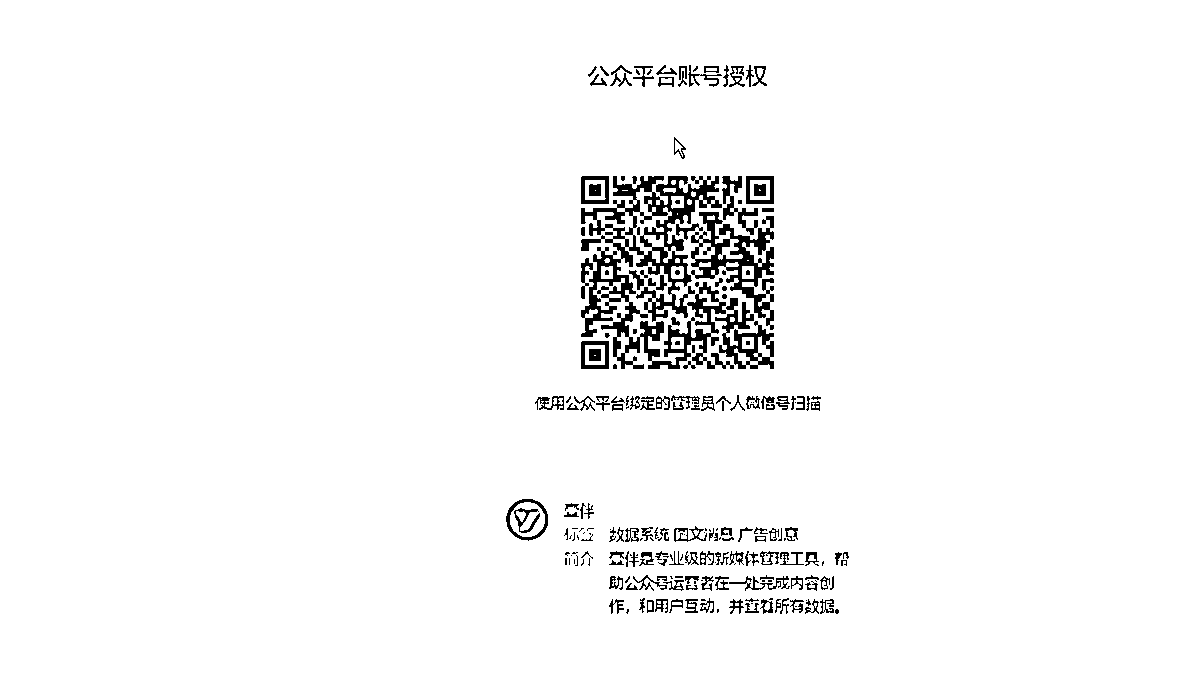 公众平台账号授权
使用公众平台绑定的管理员个人微信号扫描
壹伴
标签 数据系统 图文消息 广告创意
简介 壹伴是专业级的新媒体管理工具，帮
助公众号运营者在一处完成内容创
作，和用户互动，并查看所有数据。